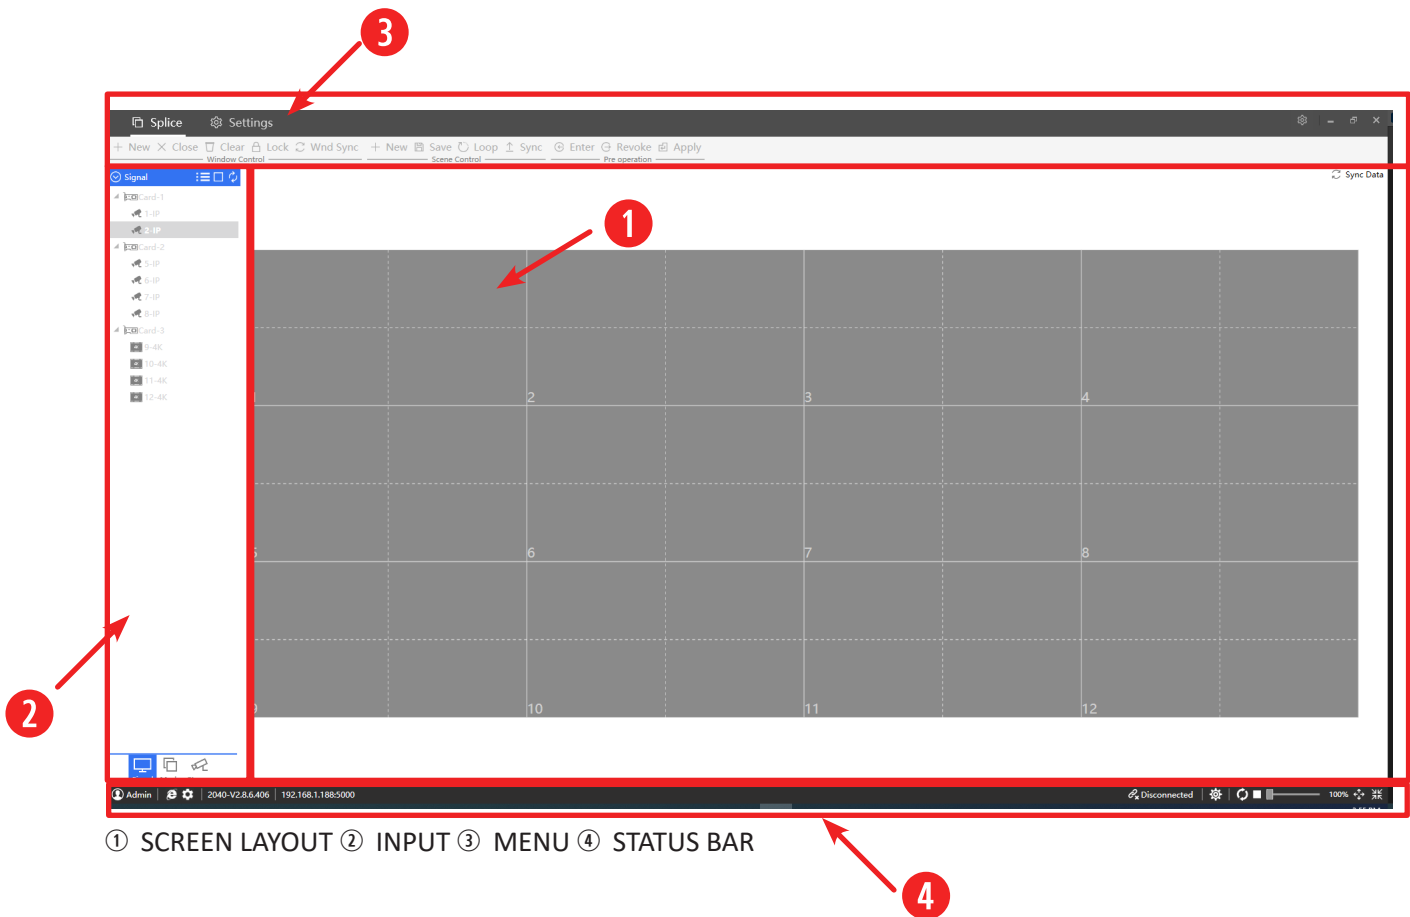 3
Splice Settings
New Close Clear Lock Wnd Sync New Save Loop Sync Enter Revoke Apply
Window Control Scene Control Pre operation
Signal
Sync Data
Card-1
1-IP
2-IP
Card-2
5-IP
6-IP
7-IP
8-IP
Card-3
9-4K
10-4K
11-4K
12-4K
1
2 3 4
6 7 8
10 11 12
2
Admin 2040-V2.8.6.406 192.168.1.188:5000 Disconnected 100%
① SCREEN LAYOUT ② INPUT ③ MENU ④ STATUS BAR
4